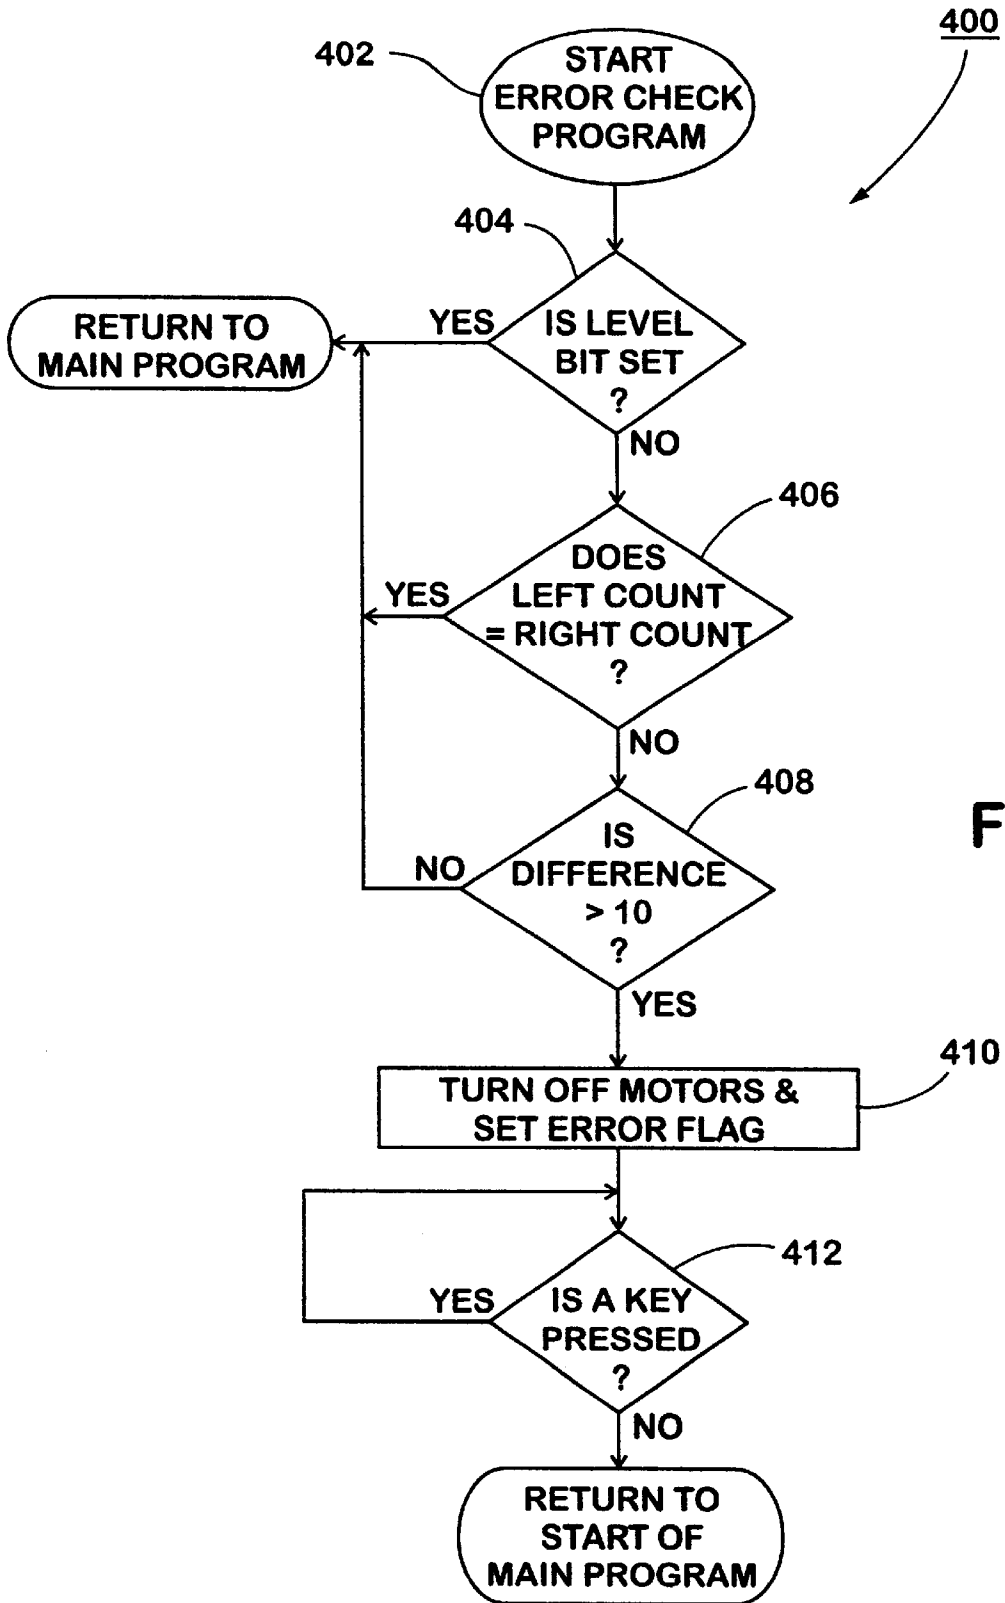 400
402
START
ERROR CHECK
PROGRAM
404
RETURN TO
MAIN PROGRAM
YES
IS LEVEL
BIT SET
?
NO
406
DOES
LEFT COUNT
= RIGHT COUNT
?
YES
NO
408
IS
DIFFERENCE
> 10
?
NO
F
YES
410
TURN OFF MOTORS &
SET ERROR FLAG
412
YES
IS A KEY
PRESSED
?
NO
RETURN TO
START OF
MAIN PROGRAM